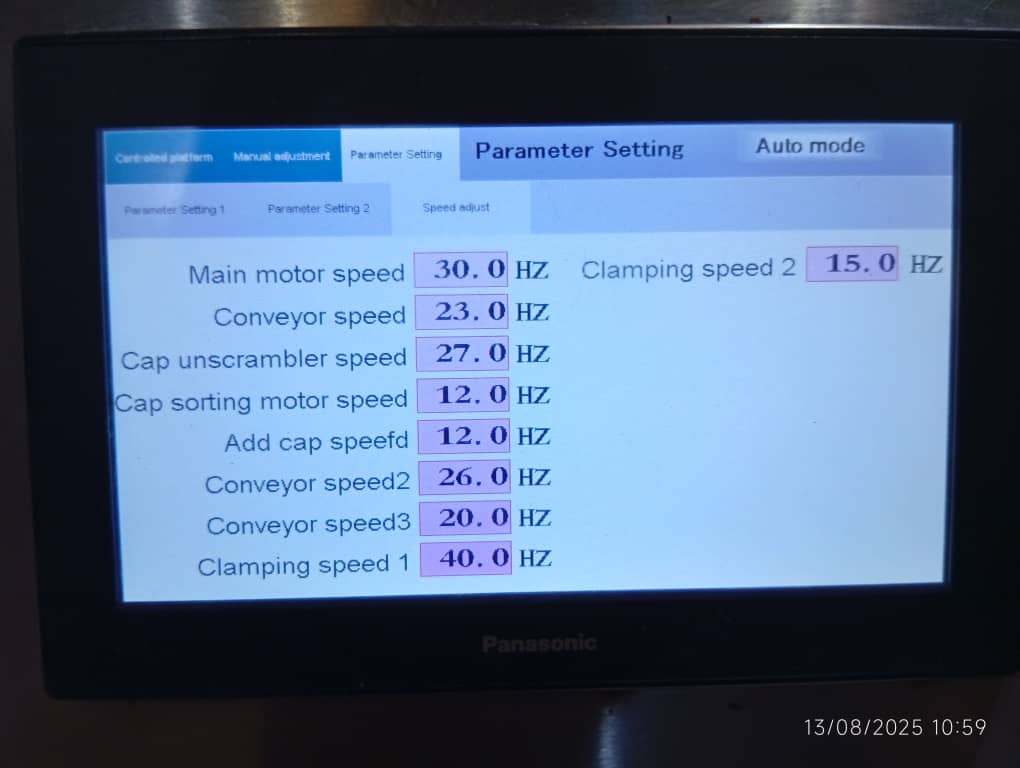 Controlled platform Manual adjustment Parameter Setting Parameter Setting Auto mode
Parameter Setting 1 Parameter Setting 2 Speed adjust
Main motor speed 30.0 HZ Clamping speed 2 15.0 HZ
Conveyor speed 23.0 HZ
Cap unscrambler speed 27.0 HZ
Cap sorting motor speed 12.0 HZ
Add cap speefd 12.0 HZ
Conveyor speed2 26.0 HZ
Conveyor speed3 20.0 HZ
Clamping speed 1 40.0 HZ
Panasonic
13/08/2025 10:59